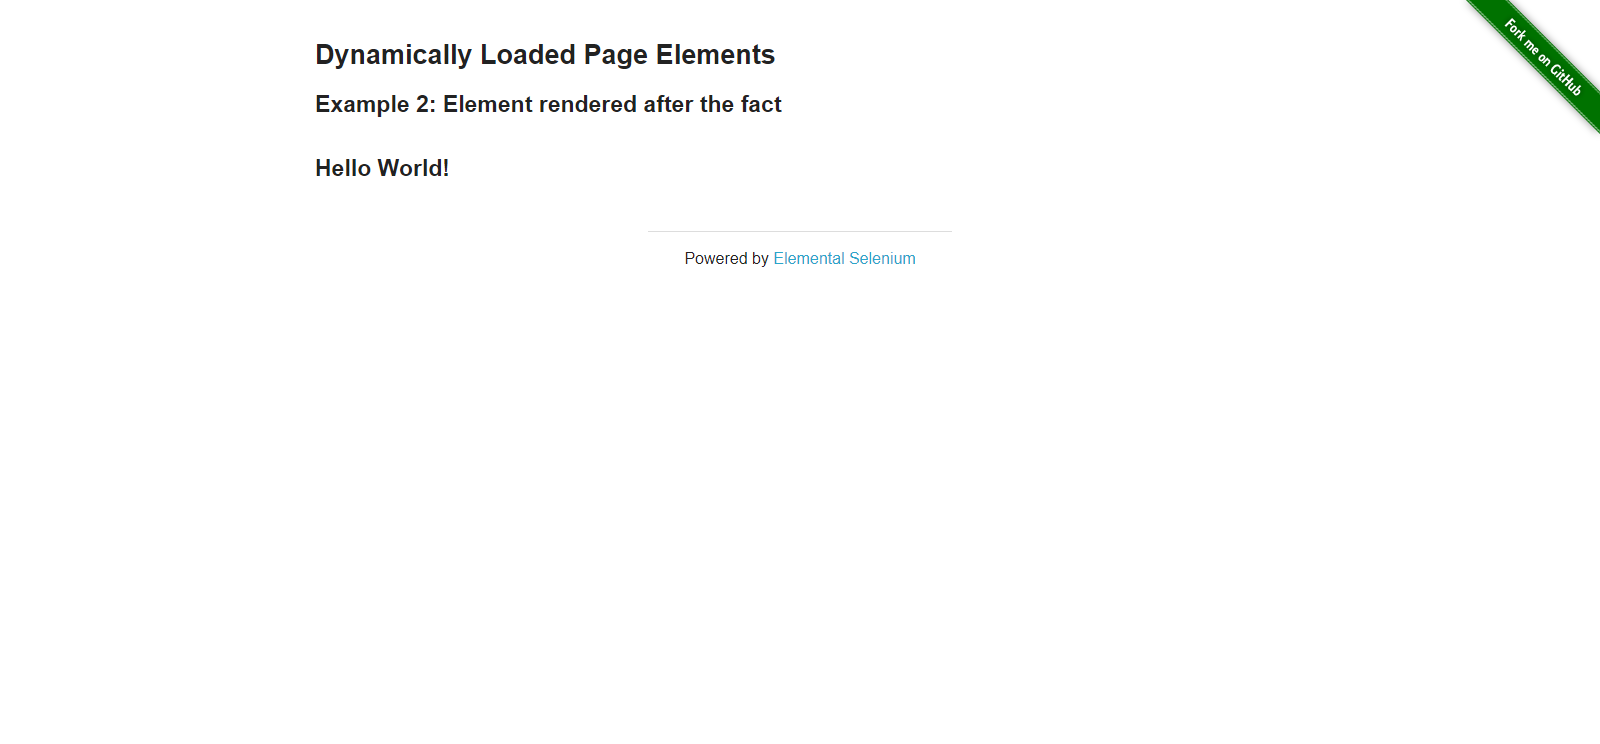 Dynamically Loaded Page Elements
Example 2: Element rendered after the fact
Hello World!
Powered by Elemental Selenium
Fork me on GitHub